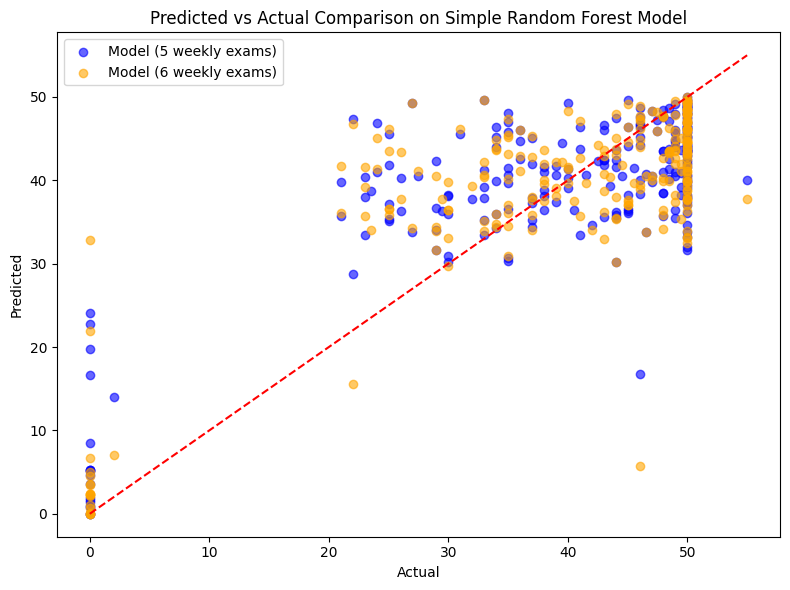 Predicted vs Actual Comparison on Simple Random Forest Model
Model (5 weekly exams)
Model (6 weekly exams)
Predicted
50
40
30
20
10
0
0 10 20 30 40 50
Actual